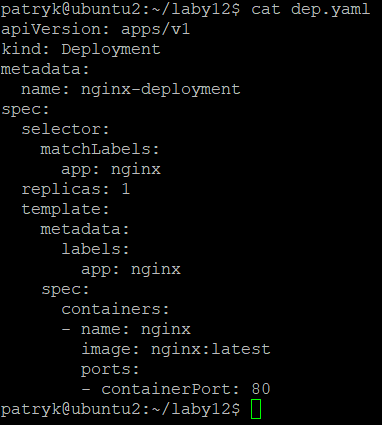 patryk@ubuntu2:~/laby12$ cat dep.yaml
apiVersion: apps/v1
kind: Deployment
metadata:
  name: nginx-deployment
spec:
  selector:
    matchLabels:
      app: nginx
  replicas: 1
  template:
    metadata:
      labels:
        app: nginx
    spec:
      containers:
      - name: nginx
        image: nginx:latest
        ports:
        - containerPort: 80
patryk@ubuntu2:~/laby12$